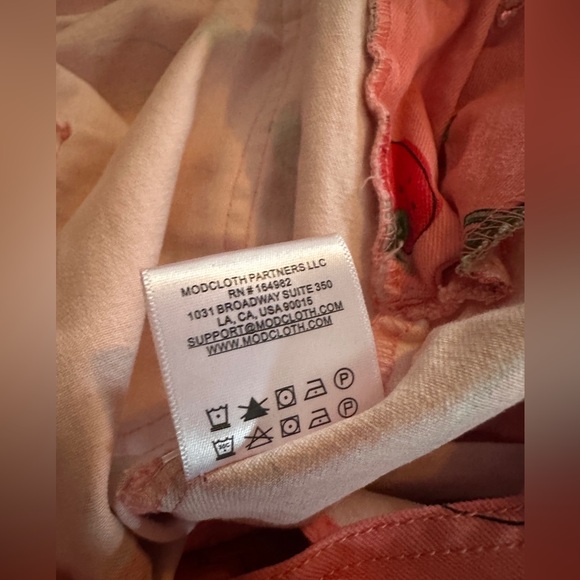 MODCLOTH PARTNERS LLC
RN # 164982
1031 BROADWAY SUITE 350
LA, CA, USA 90015
SUPPORT@MODCLOTH.COM
WWW.MODCLOTH.COM
P
30C P